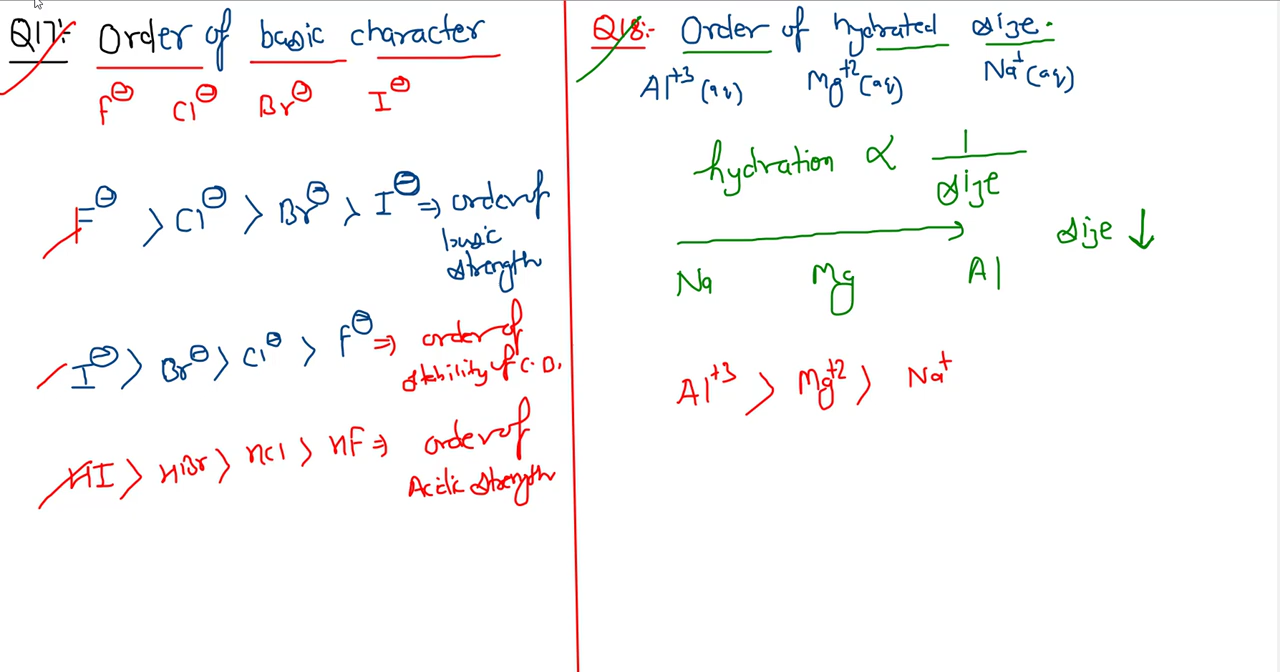 Q17:- Order of basic character
F⊖ Cl⊖ Br⊖ I⊖
F⊖ > Cl⊖ > Br⊖ > I⊖ ⇒ order of
basic
strength
I⊖ > Br⊖ > Cl⊖ > F⊖ ⇒ order of
stability of C.B.
HI > HBr > HCl > HF ⇒ order of
Acidic strength
Q18:- Order of hydrated size:-
Al⁺³(aq) Mg⁺²(aq) Na⁺(aq)
hydration ∝ 1/size
size ↓
Na Mg Al
Al⁺³ > Mg⁺² > Na⁺